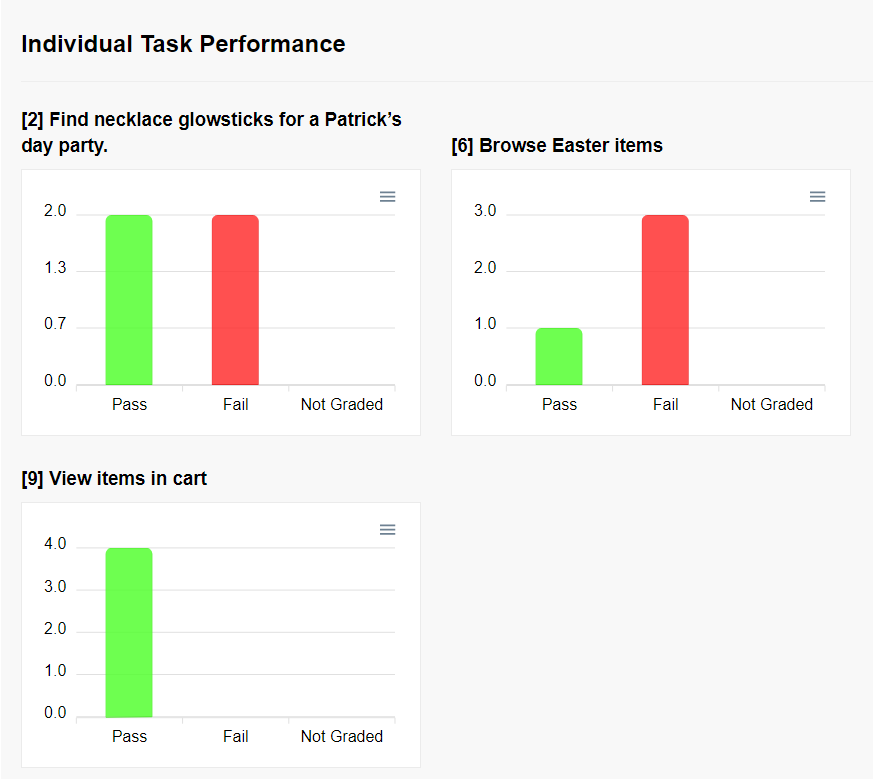 Individual Task Performance
[2] Find necklace glowsticks for a Patrick’s
day party.
2.0
1.3
0.7
0.0
Pass Fail Not Graded
[6] Browse Easter items
3.0
2.0
1.0
0.0
Pass Fail Not Graded
[9] View items in cart
4.0
3.0
2.0
1.0
0.0
Pass Fail Not Graded